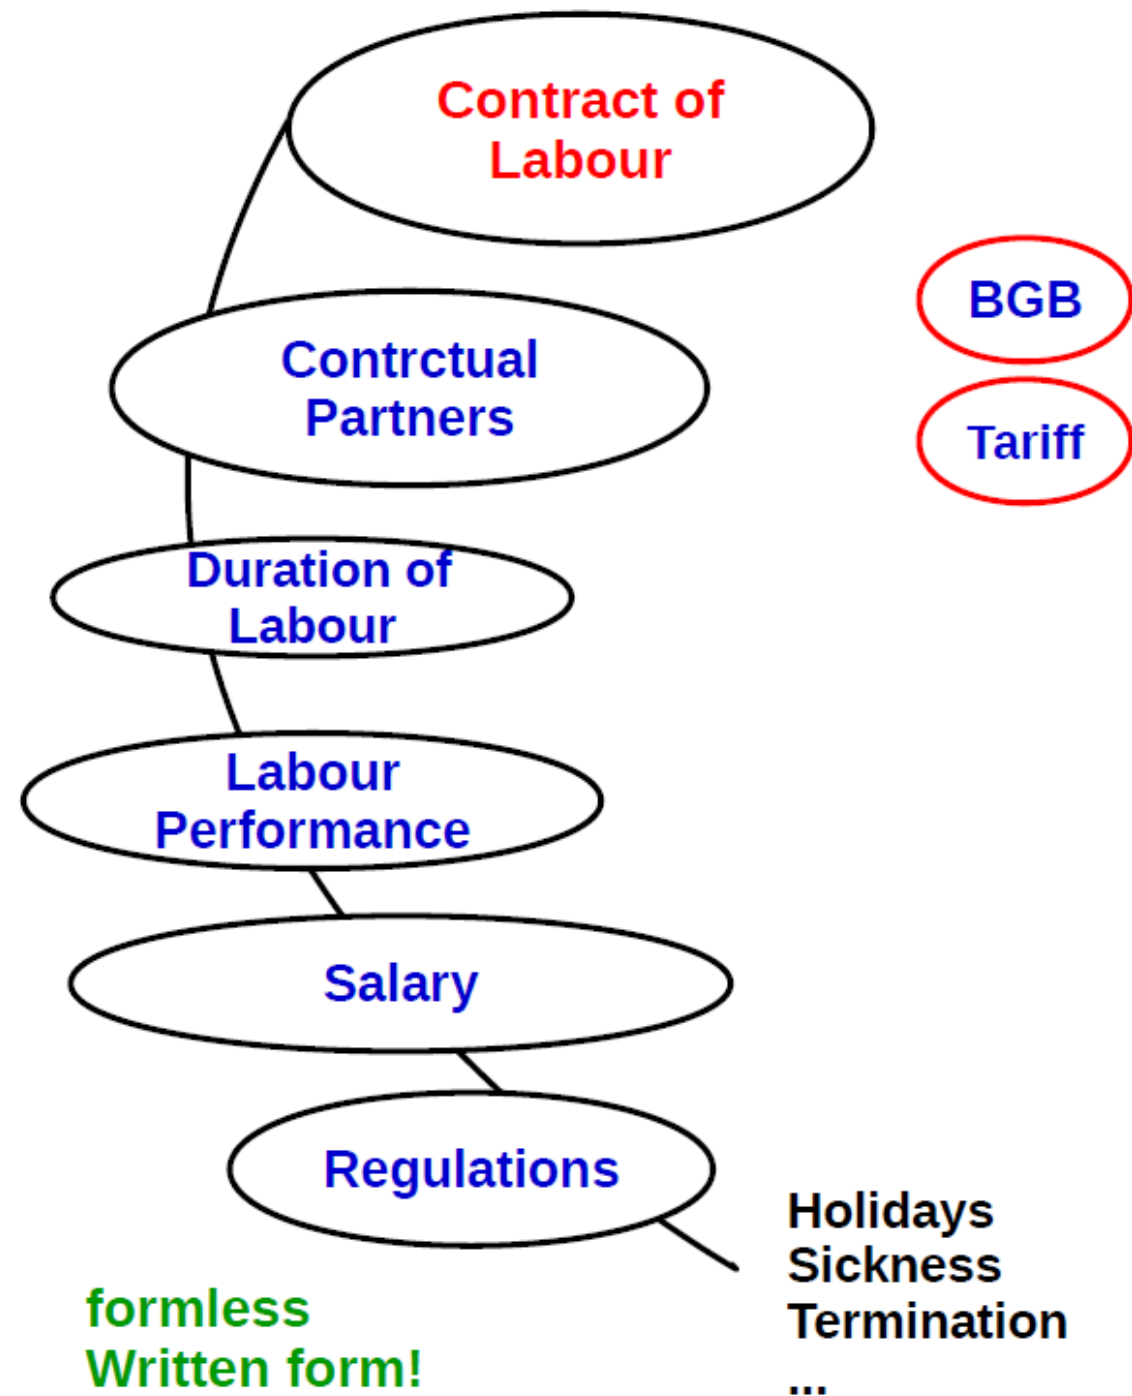 Contract of
Labour
BGB
Contrctual
Partners
Tariff
Duration of
Labour
Labour
Performance
Salary
Regulations
Holidays
Sickness
Termination
...
formless
Written form!